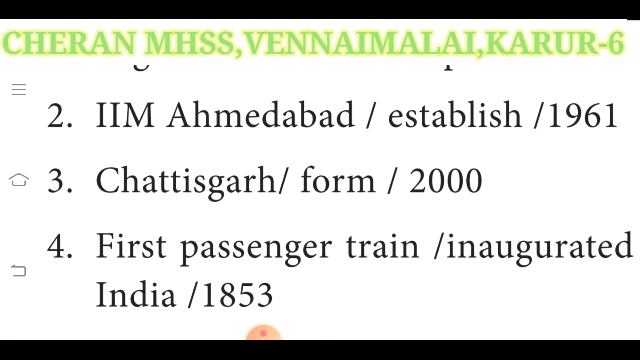 CHERAN MHSS,VENNAIMALAI,KARUR-6
2. IIM Ahmedabad / establish /1961
3. Chattisgarh/ form / 2000
4. First passenger train /inaugurated
India /1853